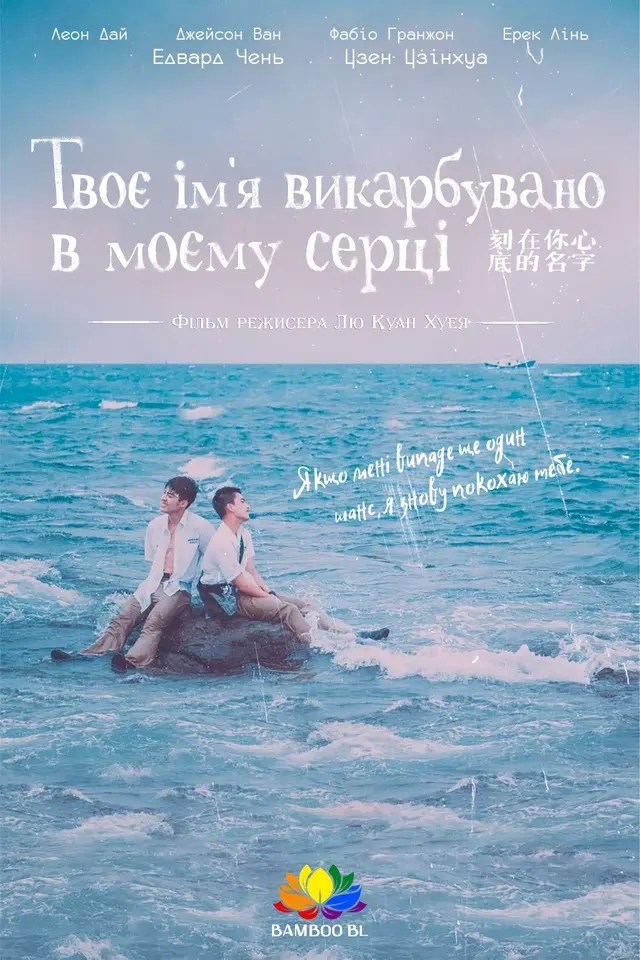 Леон Дай Джейсон Ван Фабіо Гранжон Ерек Лінь
Едвард Чень Цзен Цзінхуа
Твоє ім'я викарбувано
в моєму серці
刻在你心
底的名字
Фільм режисера Лю Куан Хуея
Якщо мені випаде ще один
шанс, я знову покохаю тебе.
BAMBOO BL